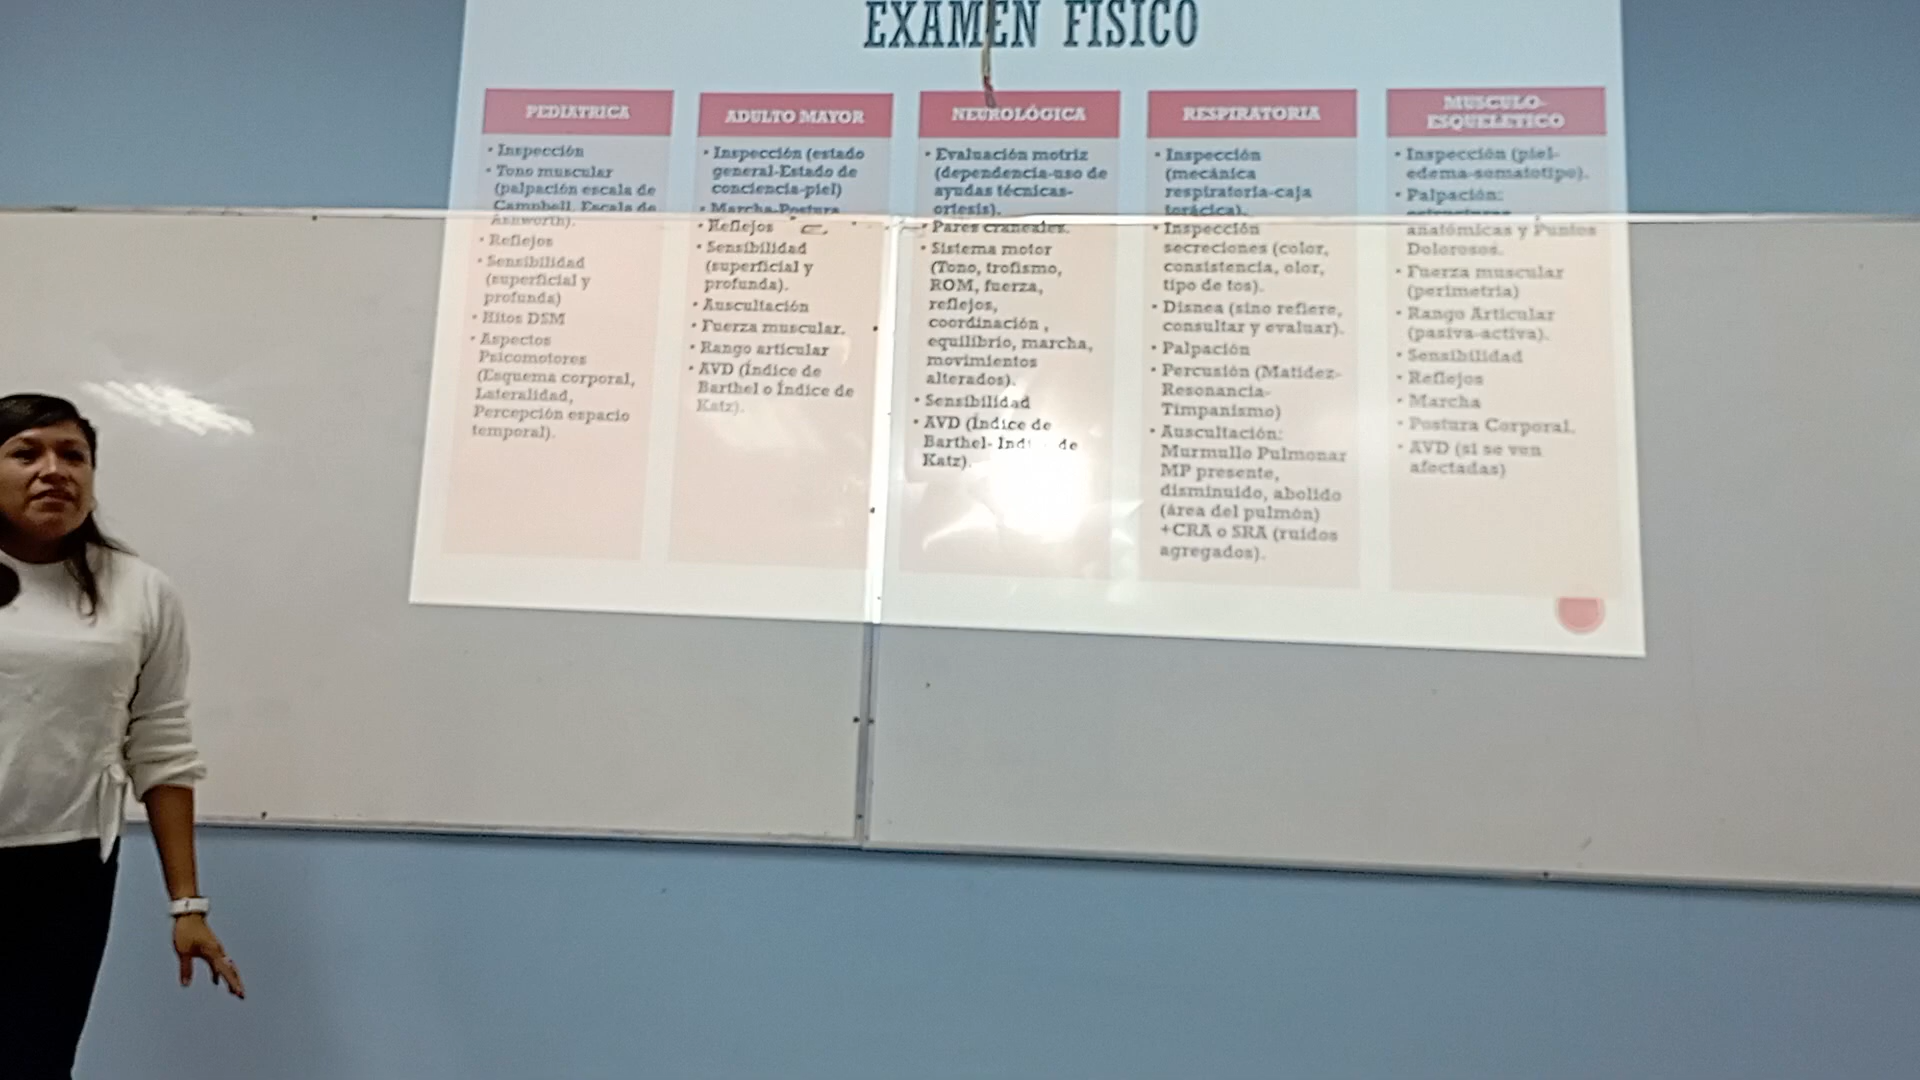 EXAMEN FISICO
PEDIATRICA
• Inspección
• Tono muscular
(palpación escala de
Campbell, Escala de
Ashworth).
• Reflejos
• Sensibilidad
(superficial y
profunda)
• Hitos DSM
• Aspectos
Psicomotores
(Esquema corporal,
Lateralidad,
Percepción espacio
temporal).
ADULTO MAYOR
• Inspección (estado
general-Estado de
conciencia-piel)
• Marcha-Postura
• Reflejos
• Sensibilidad
(superficial y
profunda).
• Auscultación
• Fuerza muscular.
• Rango articular
• AVD (Índice de
Barthel o Índice de
Katz).
NEUROLÓGICA
• Evaluación motriz
(dependencia-uso de
ayudas técnicas-
ortesis).
• Pares craneales.
• Sistema motor
(Tono, trofismo,
ROM, fuerza,
reflejos,
coordinación ,
equilibrio, marcha,
movimientos
alterados).
• Sensibilidad
• AVD (Índice de
Barthel- de
Katz).
RESPIRATORIA
• Inspección
(mecánica
respiratoria-caja
torácica).
• Inspección
secreciones (color,
consistencia, olor,
tipo de tos).
• Disnea (sino refiere,
consultar y evaluar).
• Palpación
• Percusión (Matidez-
Resonancia-
Timpanismo)
• Auscultación:
Murmullo Pulmonar
MP presente,
disminuido, abolido
(área del pulmón)
+CRA o SRA (ruidos
agregados).
MUSCULO-
ESQUELETICO
• Inspección (piel-
edema-somatotipo).
• Palpación:
anatómicas y Puntos
Dolorosos.
• Fuerza muscular
(perimetria)
• Rango Articular
(pasiva-activa).
• Sensibilidad
• Reflejos
• Marcha
• Postura Corporal.
• AVD (si se ven
afectadas)